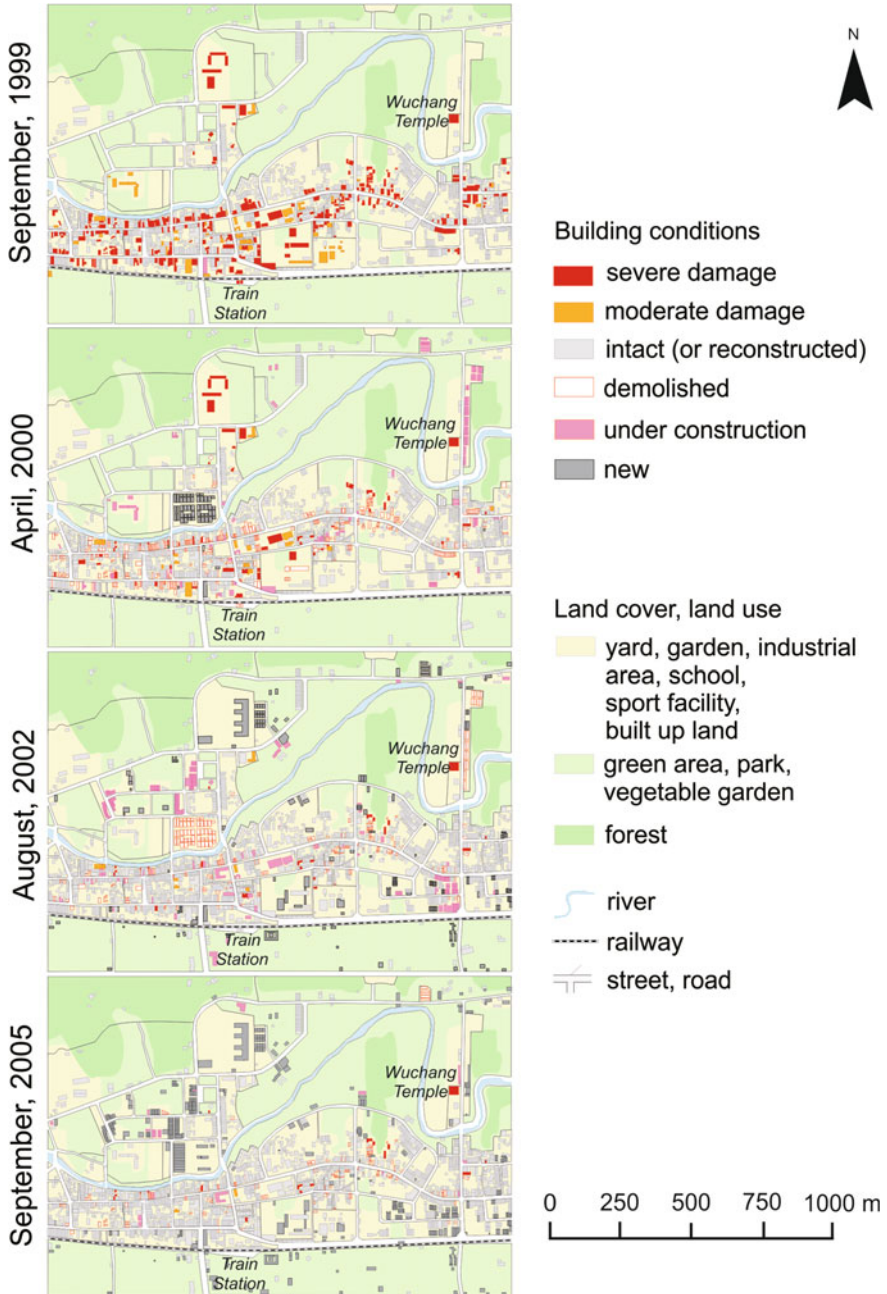 September, 1999
Wuchang
Temple
Train
Station
April, 2000
Wuchang
Temple
Train
Station
August, 2002
Wuchang
Temple
Train
Station
September, 2005
Wuchang
Temple
Train
Station
N
Building conditions
severe damage
moderate damage
intact (or reconstructed)
demolished
under construction
new
Land cover, land use
yard, garden, industrial
area, school,
sport facility,
built up land
green area, park,
vegetable garden
forest
river
railway
street, road
0 250 500 750 1000 m